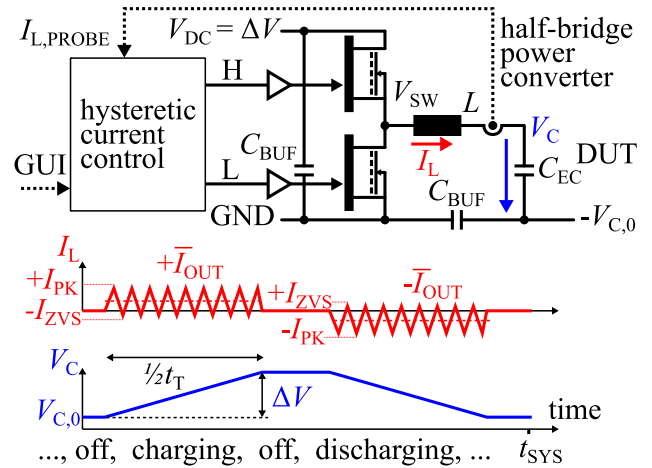 I_L,PROBE
V_DC = ΔV
half-bridge
power
converter
H
V_SW
L
hysteretic
current
control
V_C
GUI
C_BUF
I_L
C_EC
DUT
L
C_BUF
GND
-V_C,0
I_L
+I̅_OUT
-I̅_OUT
+I_PK
+I_ZVS
-I_ZVS
-I_PK
V_C
½t_T
ΔV
V_C,0
time
..., off, charging, off, discharging, ...
t_SYS